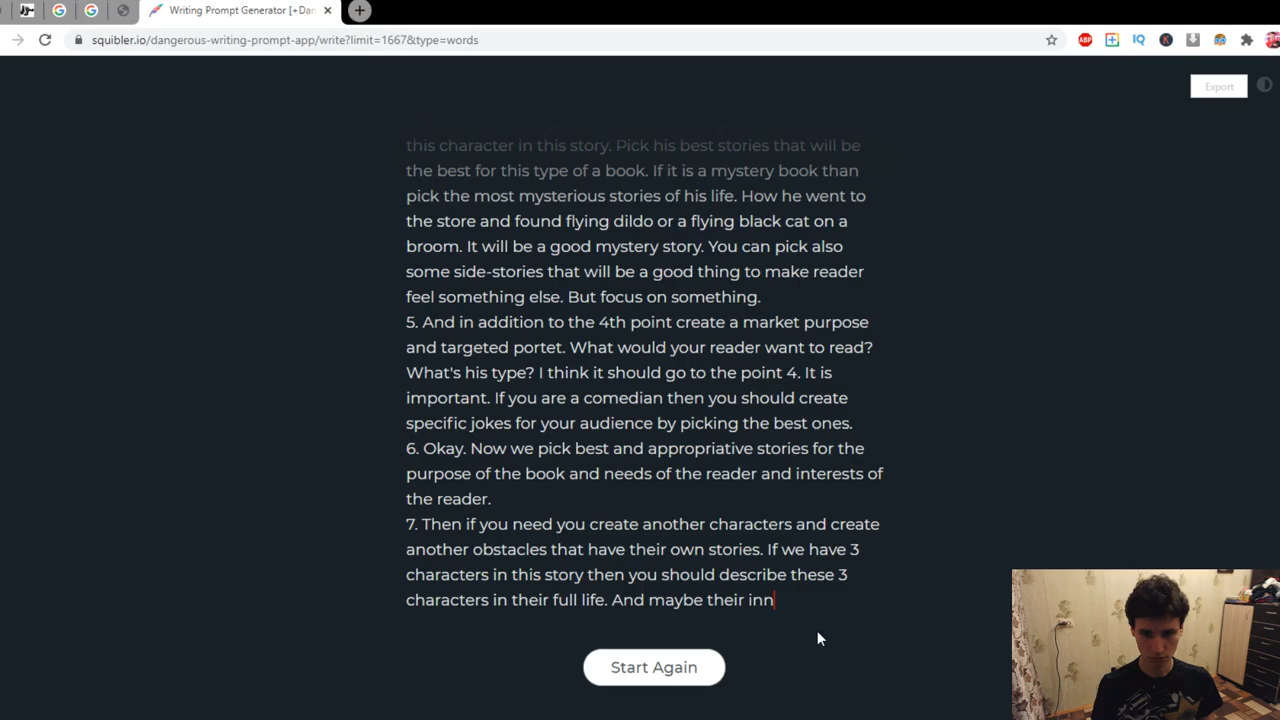 Writing Prompt Generator [+Dan
squibler.io/dangerous-writing-prompt-app/write?limit=1667&type=words
ABP
IQ
K
Export
this character in this story. Pick his best stories that will be
the best for this type of a book. If it is a mystery book than
pick the most mysterious stories of his life. How he went to
the store and found flying dildo or a flying black cat on a
broom. It will be a good mystery story. You can pick also
some side-stories that will be a good thing to make reader
feel something else. But focus on something.
5. And in addition to the 4th point create a market purpose
and targeted portet. What would your reader want to read?
What's his type? I think it should go to the point 4. It is
important. If you are a comedian then you should create
specific jokes for your audience by picking the best ones.
6. Okay. Now we pick best and appropriative stories for the
purpose of the book and needs of the reader and interests of
the reader.
7. Then if you need you create another characters and create
another obstacles that have their own stories. If we have 3
characters in this story then you should describe these 3
characters in their full life. And maybe their inn
Start Again